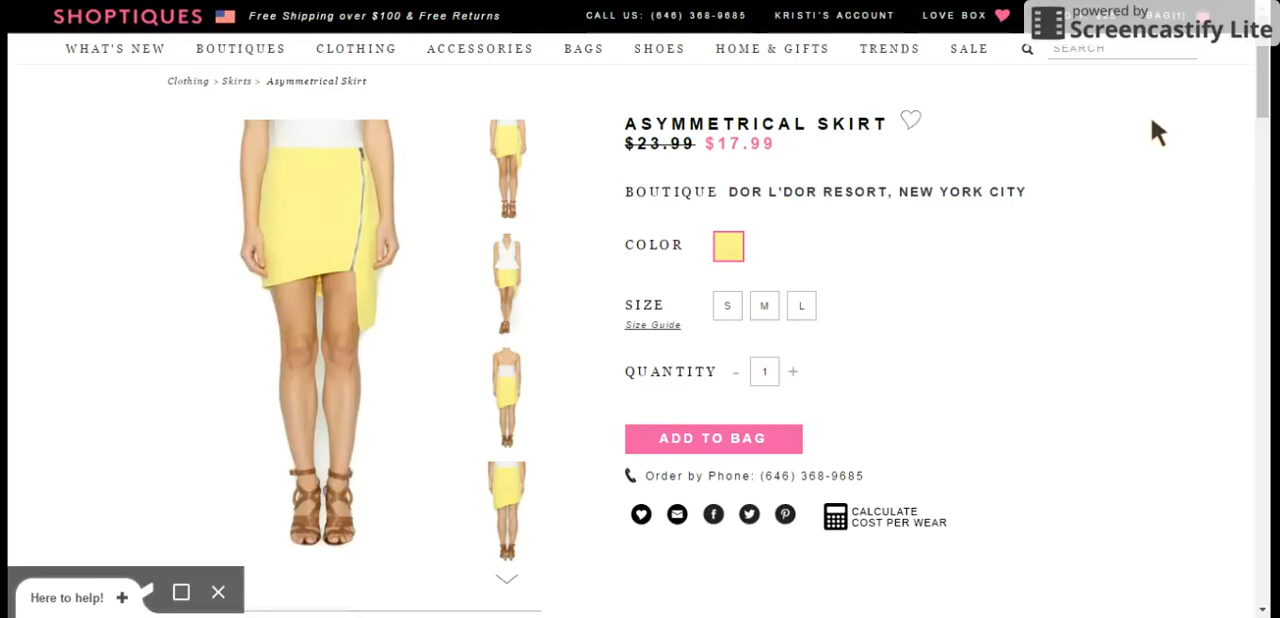 SHOPTIQUES Free Shipping over $100 & Free Returns CALL US: (646) 368-9685 KRISTI'S ACCOUNT LOVE BOX BAG(1)
powered by
Screencastify Lite
WHAT'S NEW BOUTIQUES CLOTHING ACCESSORIES BAGS SHOES HOME & GIFTS TRENDS SALE SEARCH
Clothing > Skirts > Asymmetrical Skirt
ASYMMETRICAL SKIRT
$23.99 $17.99
BOUTIQUE DOR L'DOR RESORT, NEW YORK CITY
COLOR
SIZE S M L
Size Guide
QUANTITY - 1 +
ADD TO BAG
Order by Phone: (646) 368-9685
CALCULATE
COST PER WEAR
Here to help! +